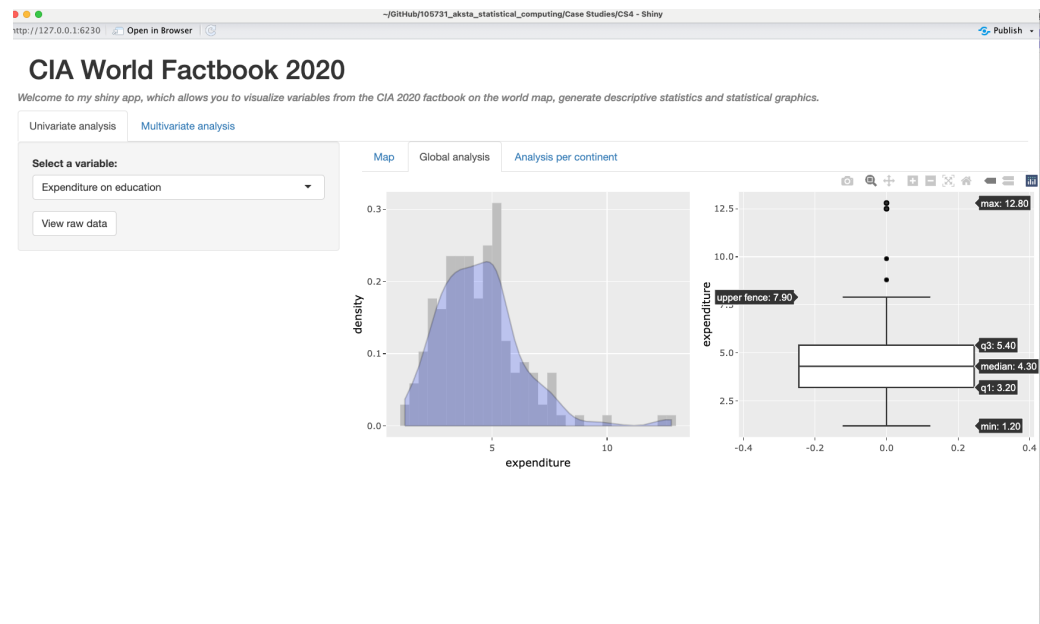 ~/GitHub/105731_aksta_statistical_computing/Case Studies/CS4 - Shiny
http://127.0.0.1:6230 Open in Browser Publish
CIA World Factbook 2020
Welcome to my shiny app, which allows you to visualize variables from the CIA 2020 factbook on the world map, generate descriptive statistics and statistical graphics.
Univariate analysis Multivariate analysis
Select a variable:
Expenditure on education
View raw data
Map Global analysis Analysis per continent
0.3
0.2
0.1
0.0
density
5 10
expenditure
12.5
10.0
7.5
5.0
2.5
expenditure
max: 12.80
upper fence: 7.90
q3: 5.40
median: 4.30
q1: 3.20
min: 1.20
-0.4 -0.2 0.0 0.2 0.4